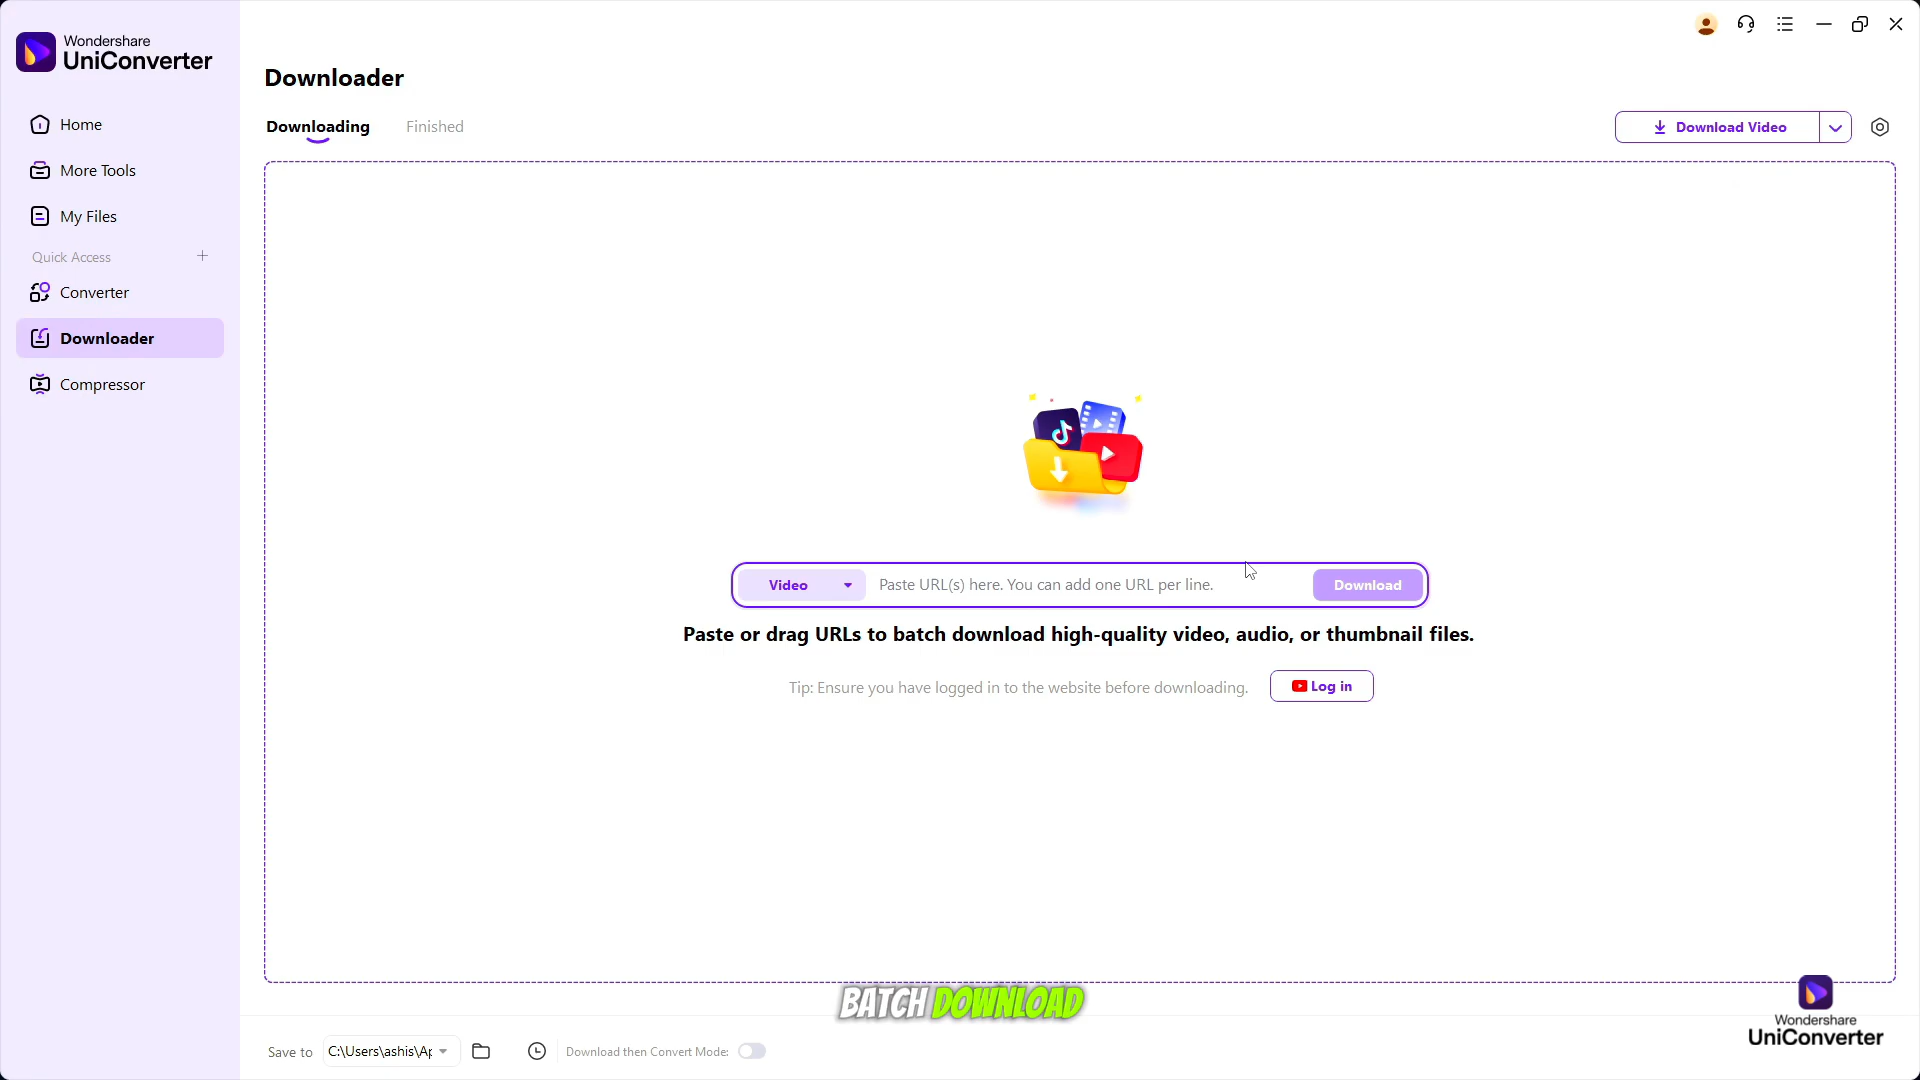 Wondershare
UniConverter
Home
More Tools
My Files
Quick Access
Converter
Downloader
Compressor
Downloader
Downloading
Finished
Download Video
Video
Paste URL(s) here. You can add one URL per line.
Download
Paste or drag URLs to batch download high-quality video, audio, or thumbnail files.
Tip: Ensure you have logged in to the website before downloading.
Log in
BATCH DOWNLOAD
Save to
C:\Users\ashis\Ap
Download then Convert Mode:
Wondershare
UniConverter